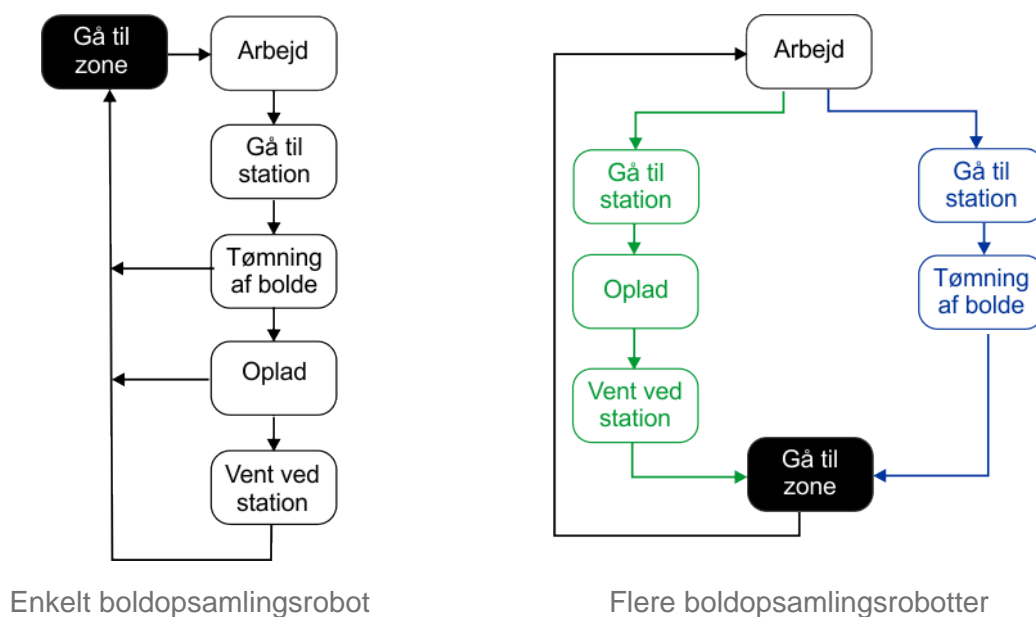 Gå til
zone
Arbejd
Gå til
station
Tømning
af bolde
Oplad
Vent ved
station
Enkelt boldopsamlingsrobot
Arbejd
Gå til
station
Oplad
Vent ved
station
Gå til
station
Tømning
af bolde
Gå til
zone
Flere boldopsamlingsrobotter